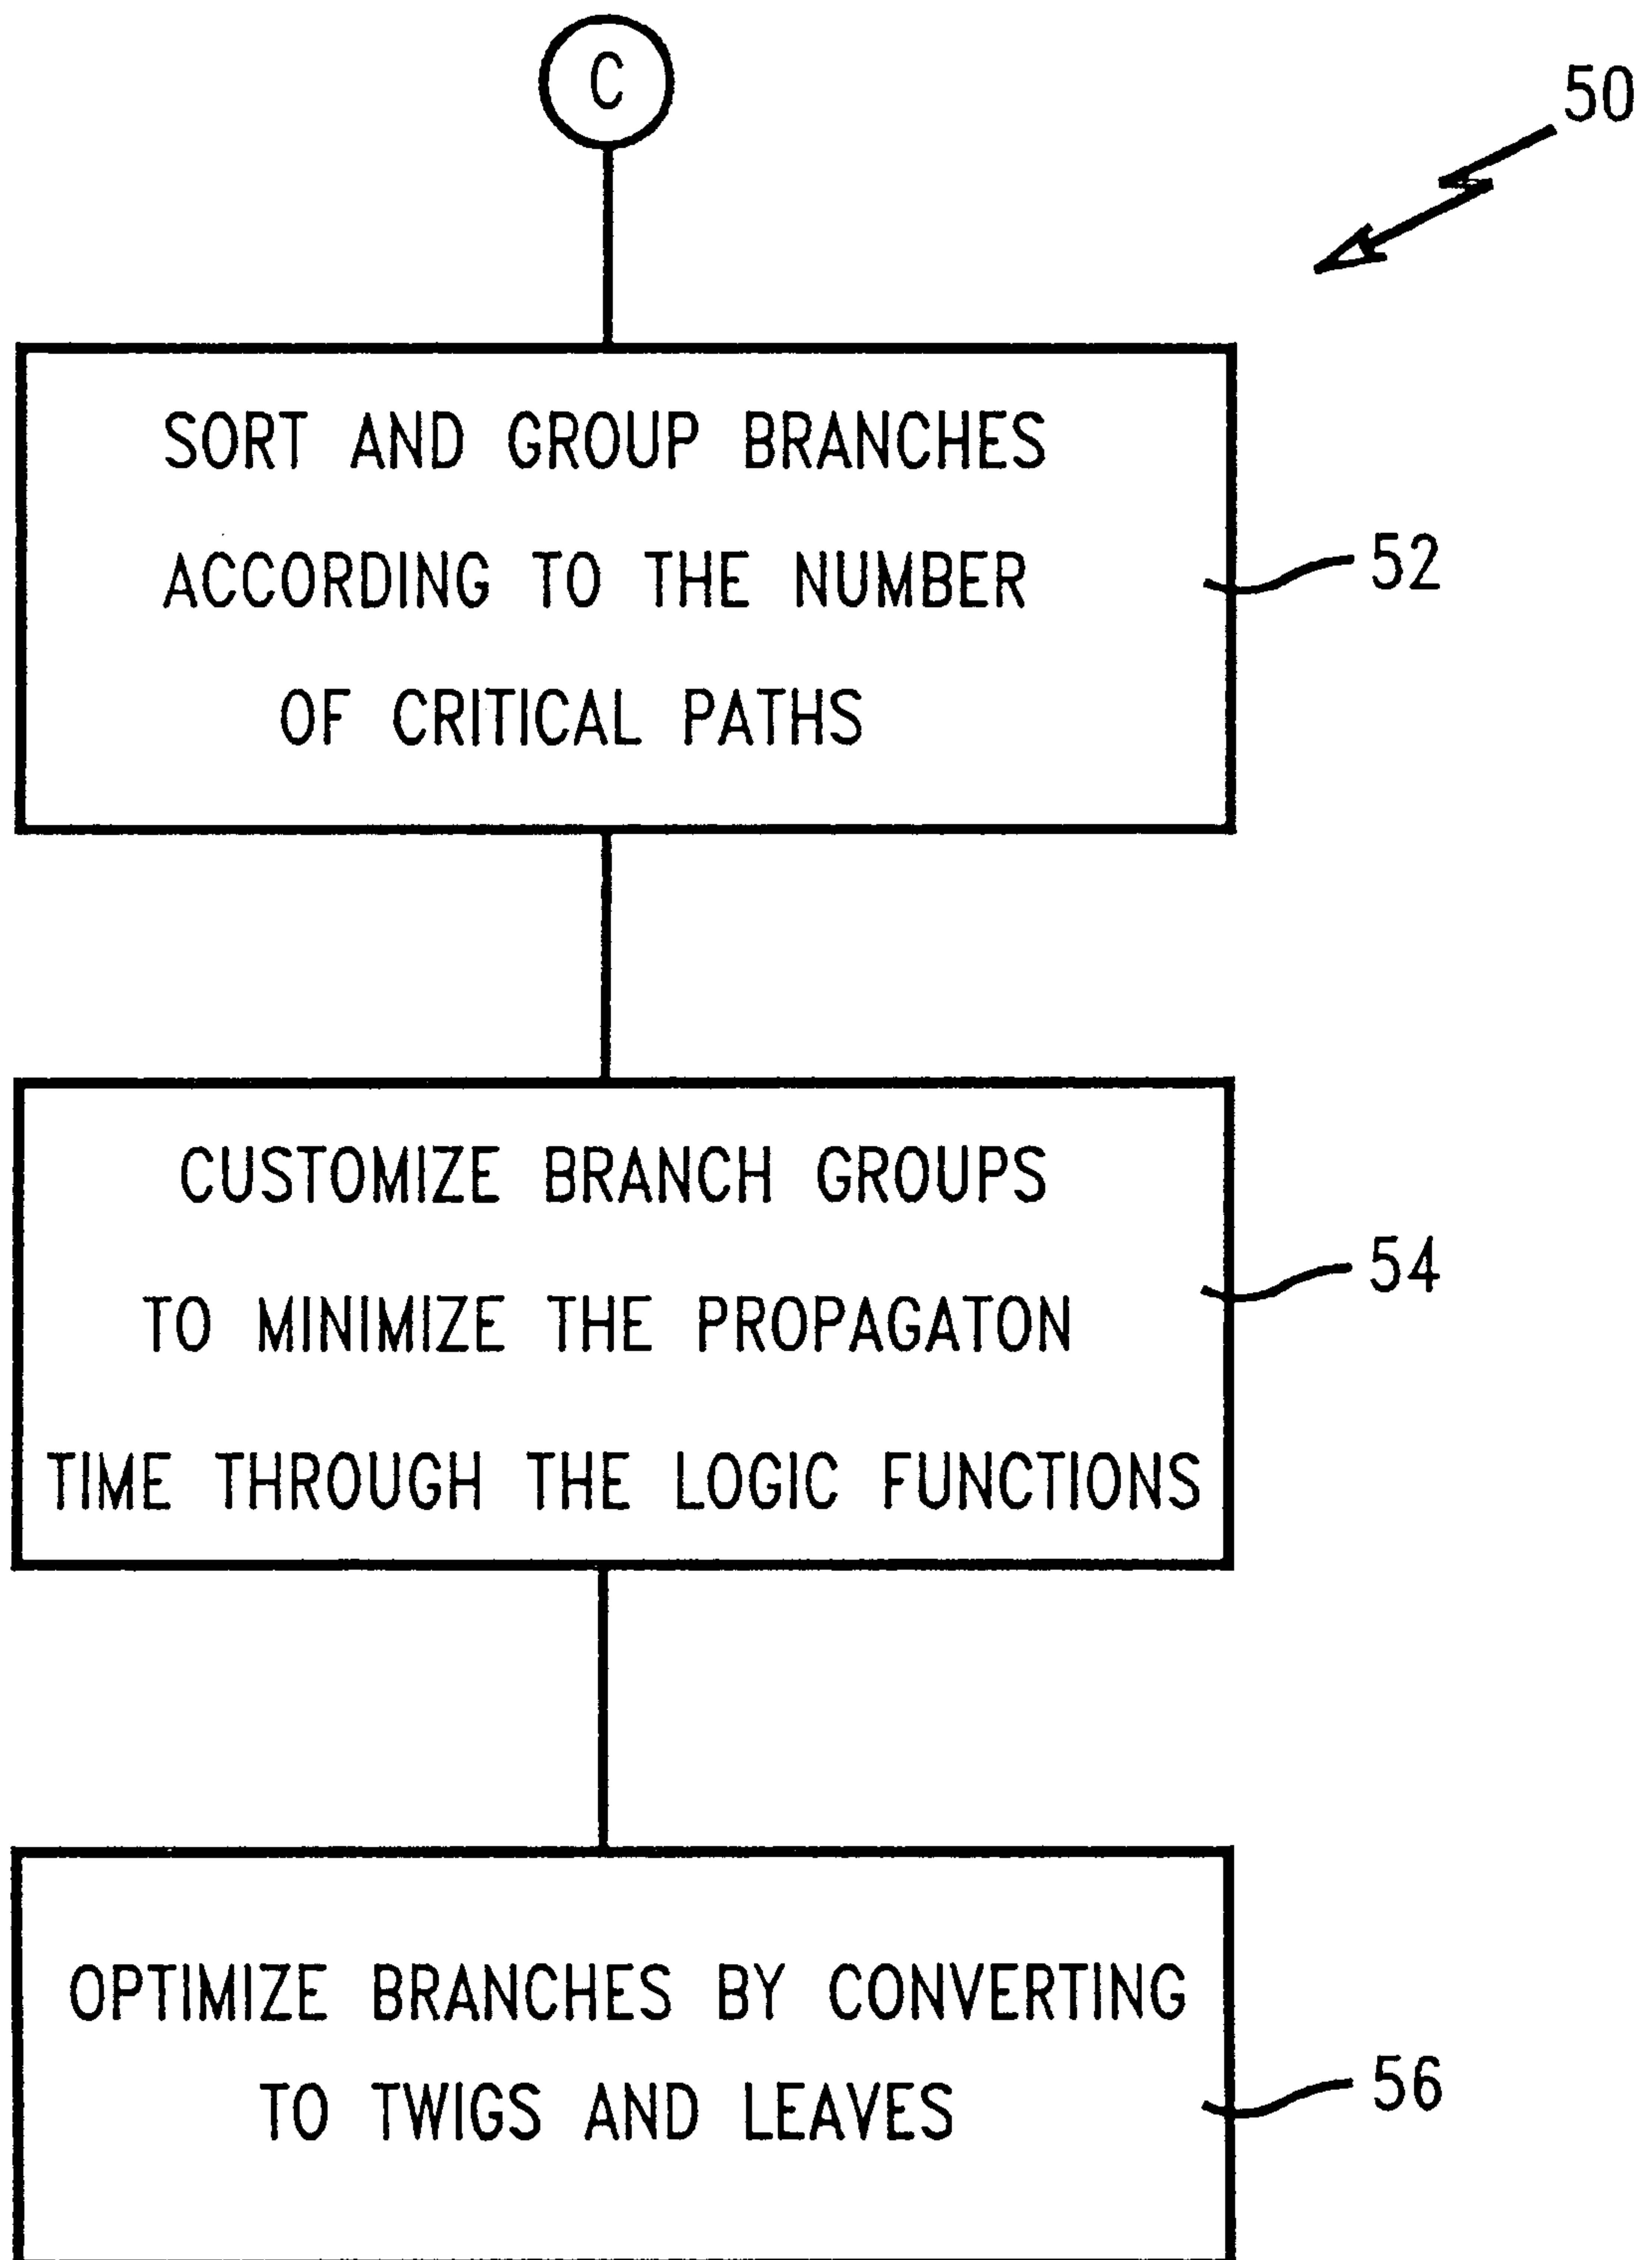 C
50
SORT AND GROUP BRANCHES
ACCORDING TO THE NUMBER
OF CRITICAL PATHS
52
CUSTOMIZE BRANCH GROUPS
TO MINIMIZE THE PROPAGATON
TIME THROUGH THE LOGIC FUNCTIONS
54
OPTIMIZE BRANCHES BY CONVERTING
TO TWIGS AND LEAVES
56